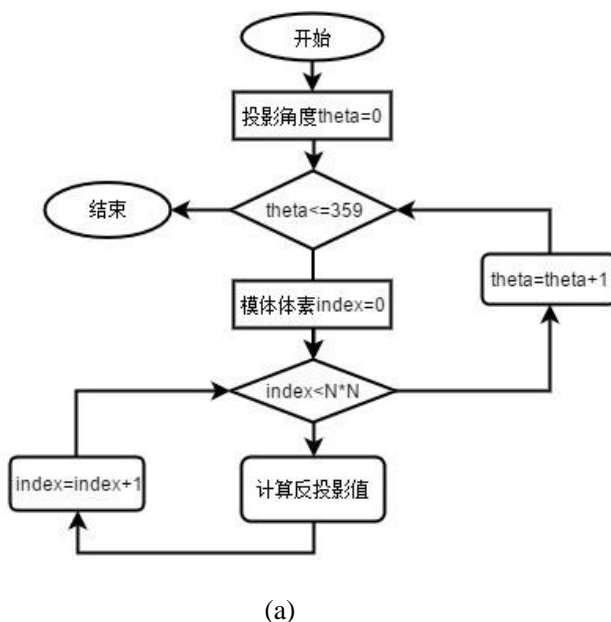 开始
投影角度theta=0
theta<=359
结束
theta=theta+1
模体体素index=0
index<N*N
index=index+1
计算反投影值
(a)